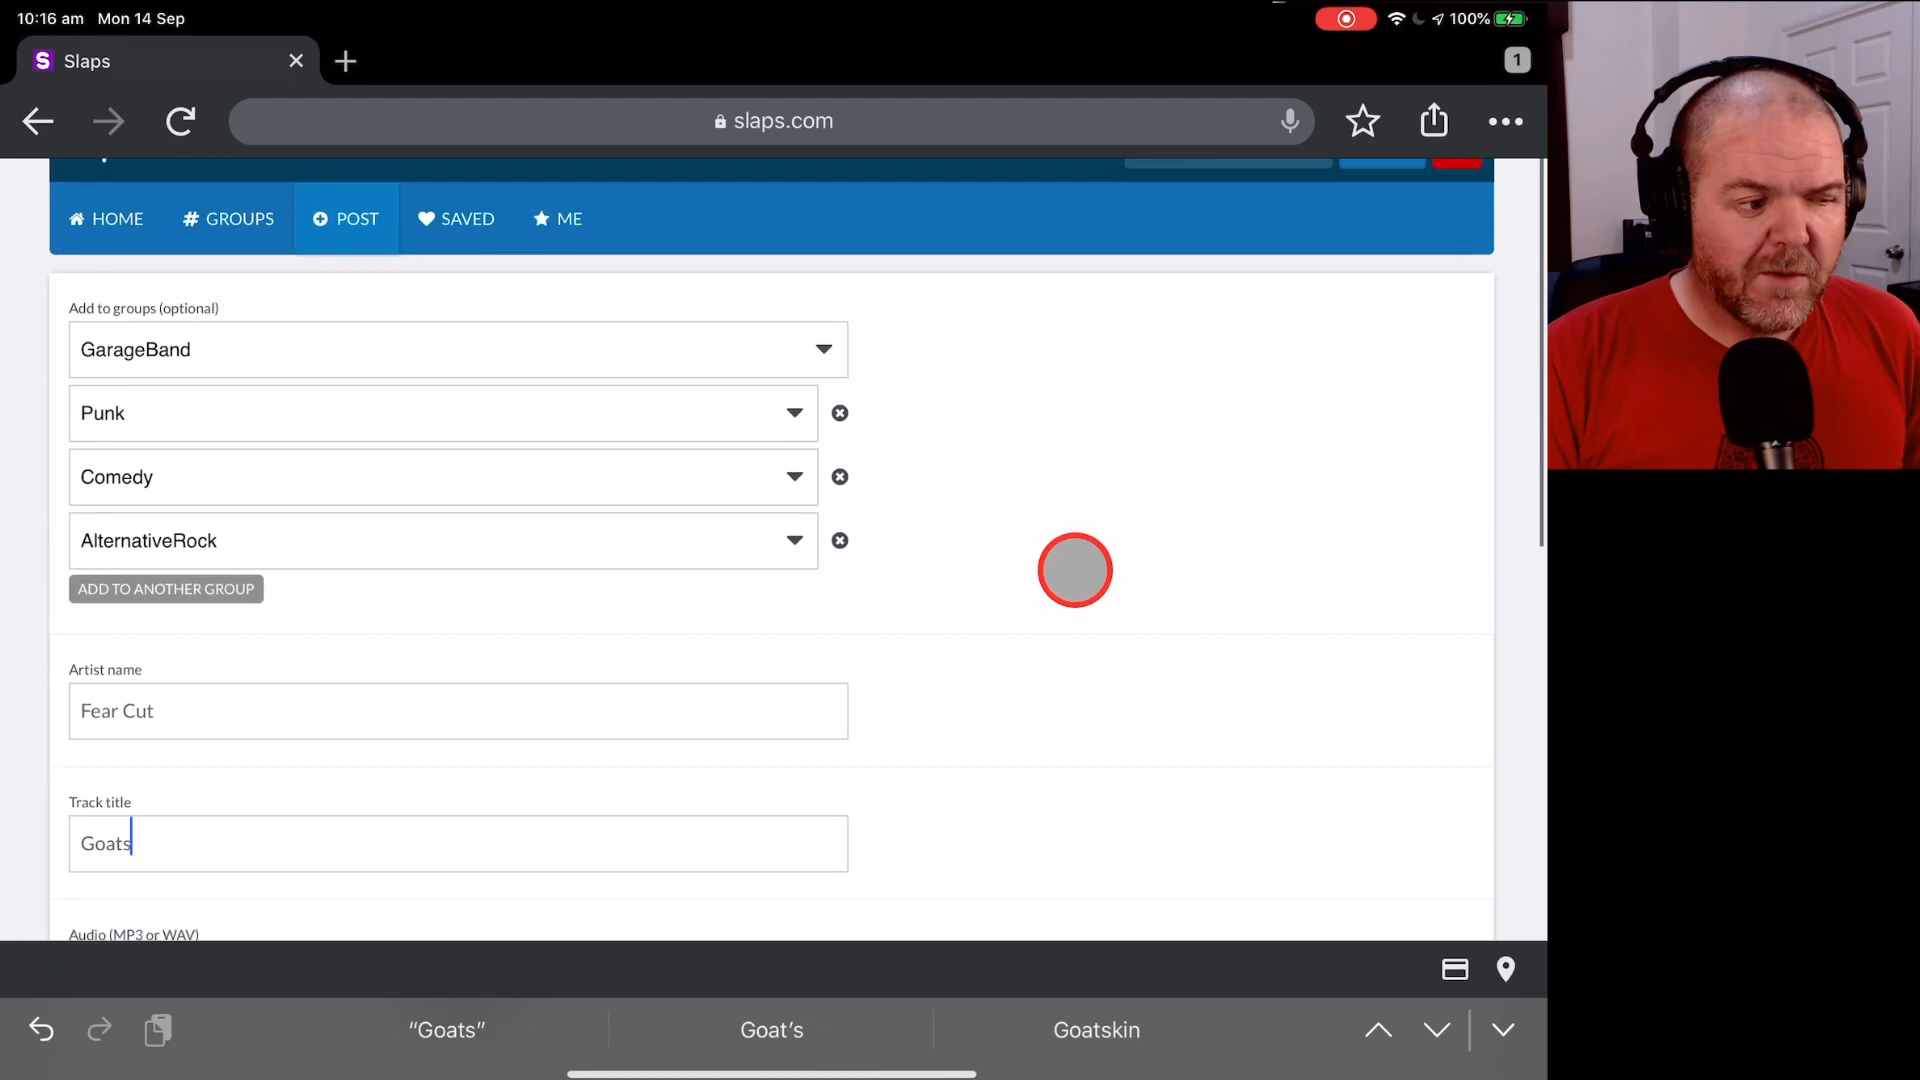 10:16 am Mon 14 Sep
100%
S Slaps
1
slaps.com
HOME
GROUPS
POST
SAVED
ME
Add to groups (optional)
GarageBand
Punk
Comedy
AlternativeRock
ADD TO ANOTHER GROUP
Artist name
Fear Cut
Track title
Goats
Audio (MP3 or WAV)
“Goats”
Goat’s
Goatskin